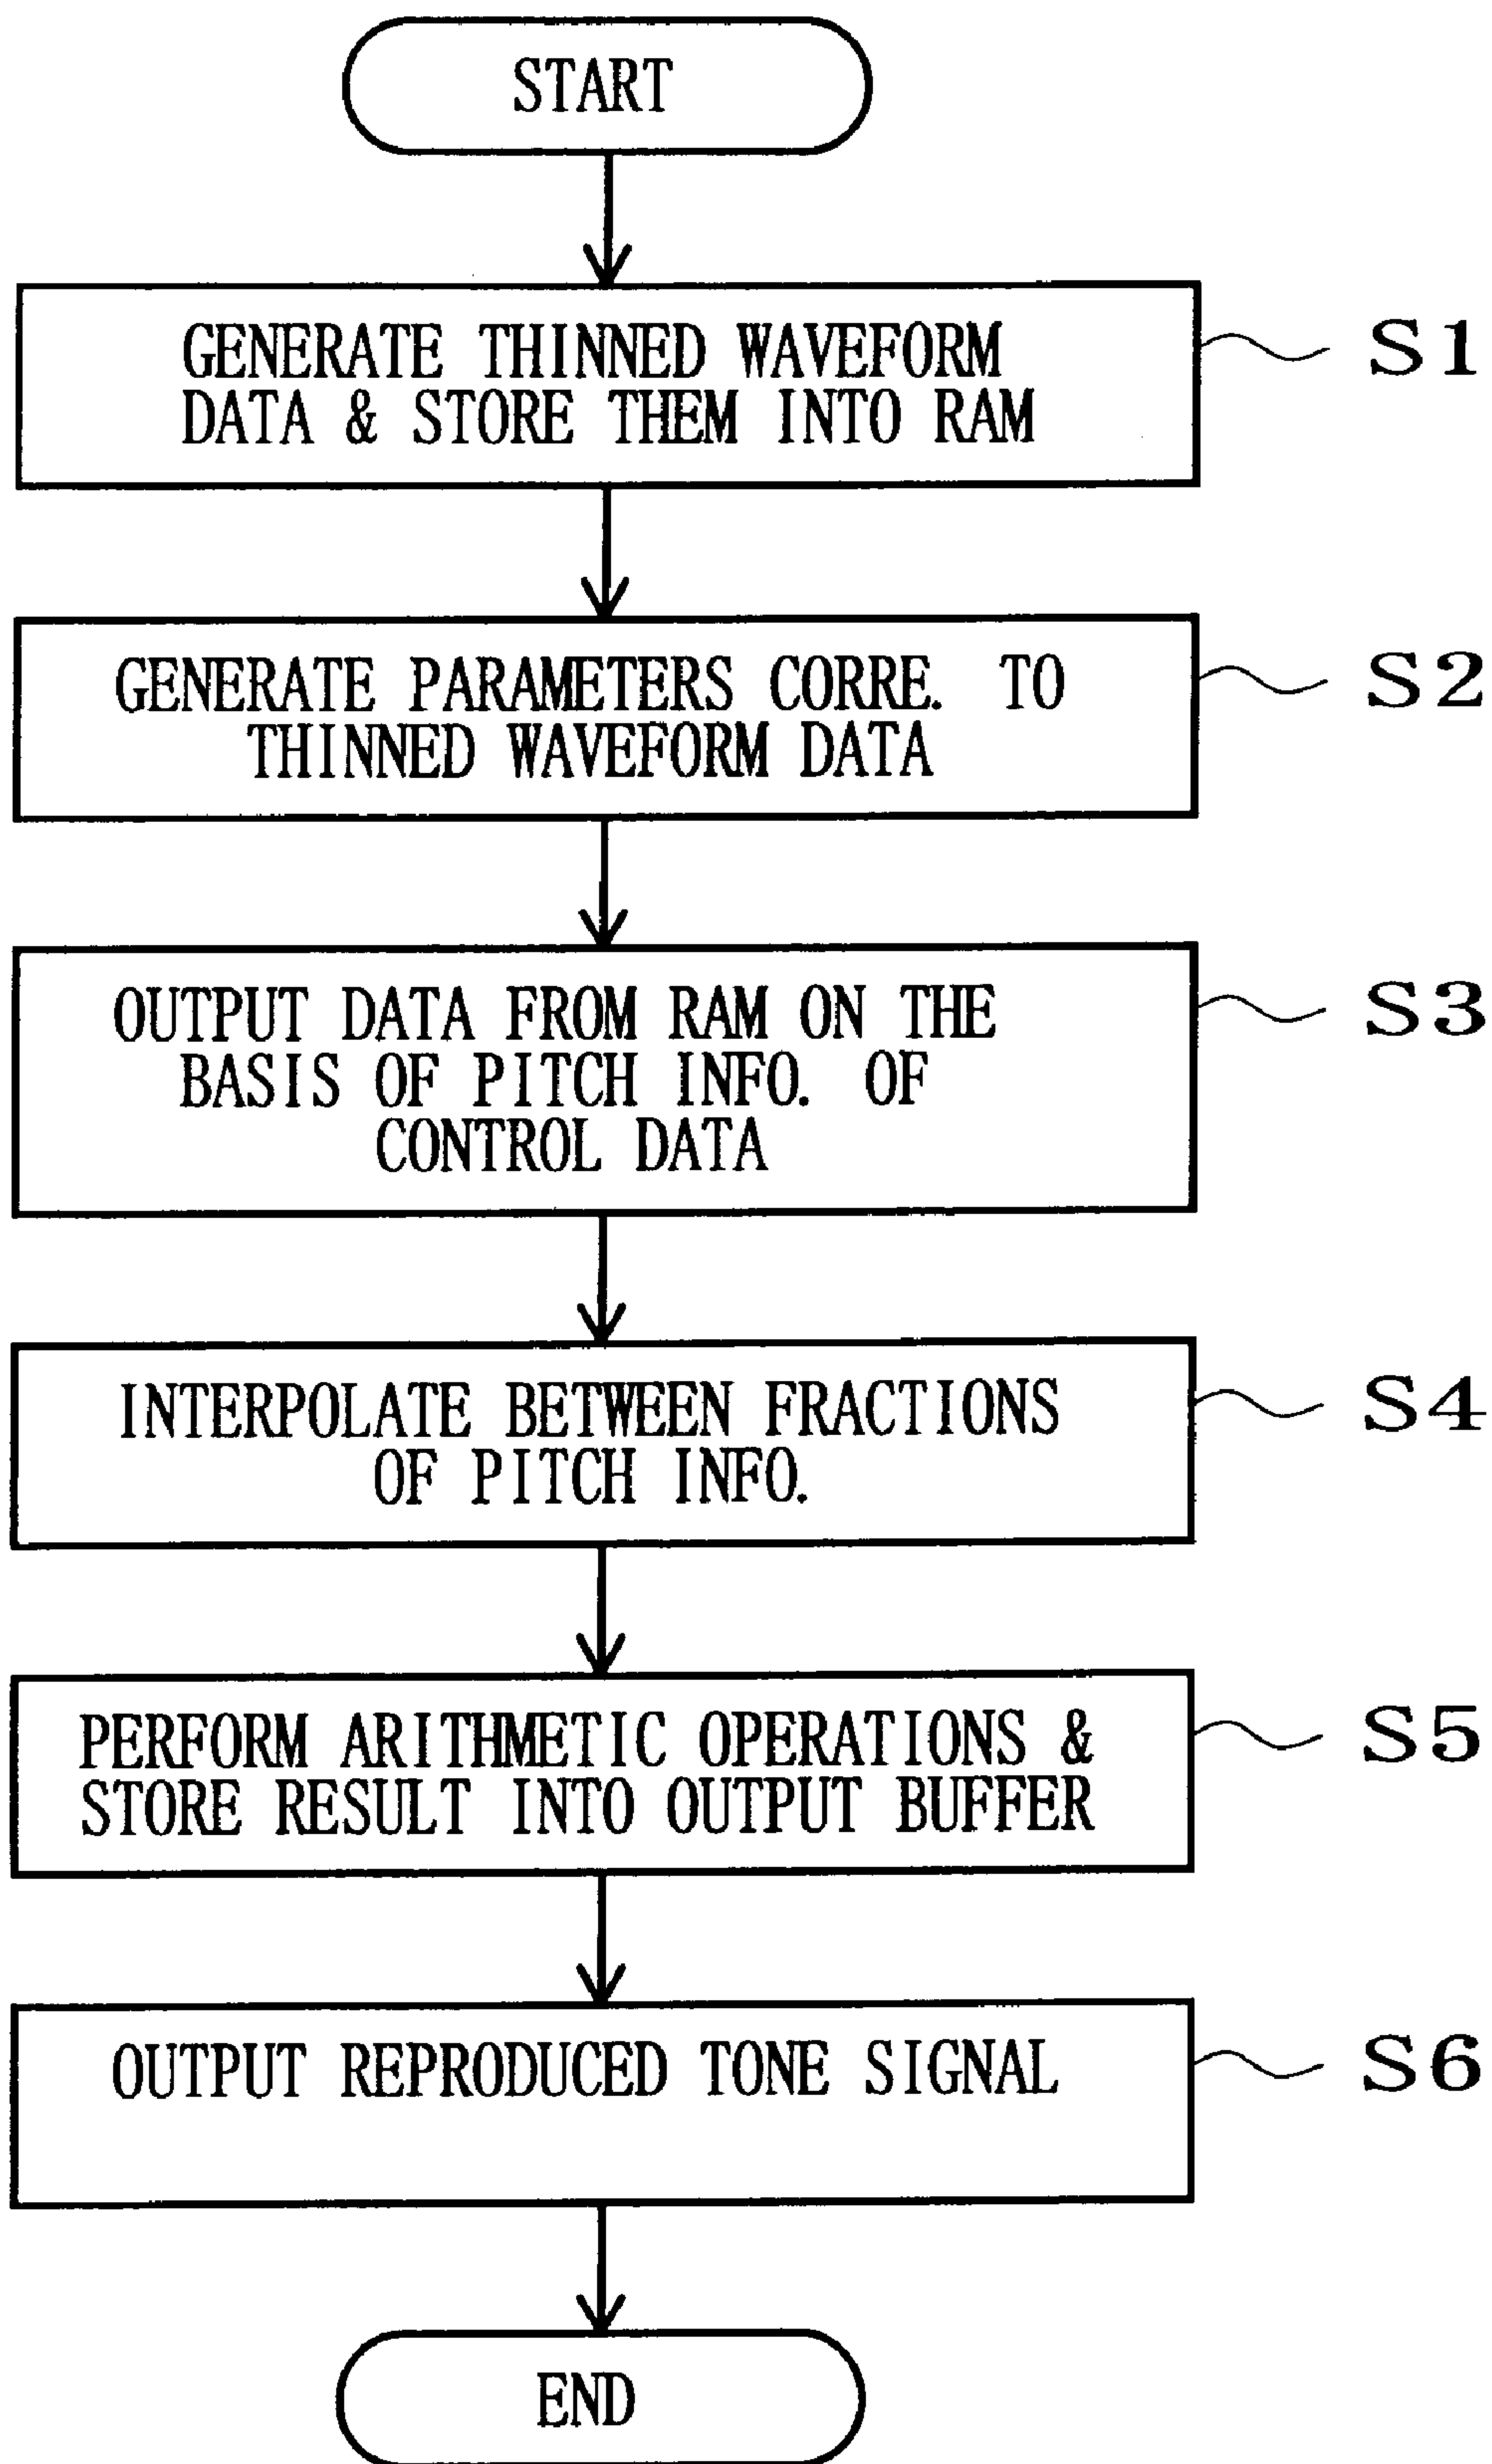 START
GENERATE THINNED WAVEFORM
DATA & STORE THEM INTO RAM
S1
GENERATE PARAMETERS CORRE. TO
THINNED WAVEFORM DATA
S2
OUTPUT DATA FROM RAM ON THE
BASIS OF PITCH INFO. OF
CONTROL DATA
S3
INTERPOLATE BETWEEN FRACTIONS
OF PITCH INFO.
S4
PERFORM ARITHMETIC OPERATIONS &
STORE RESULT INTO OUTPUT BUFFER
S5
OUTPUT REPRODUCED TONE SIGNAL
S6
END